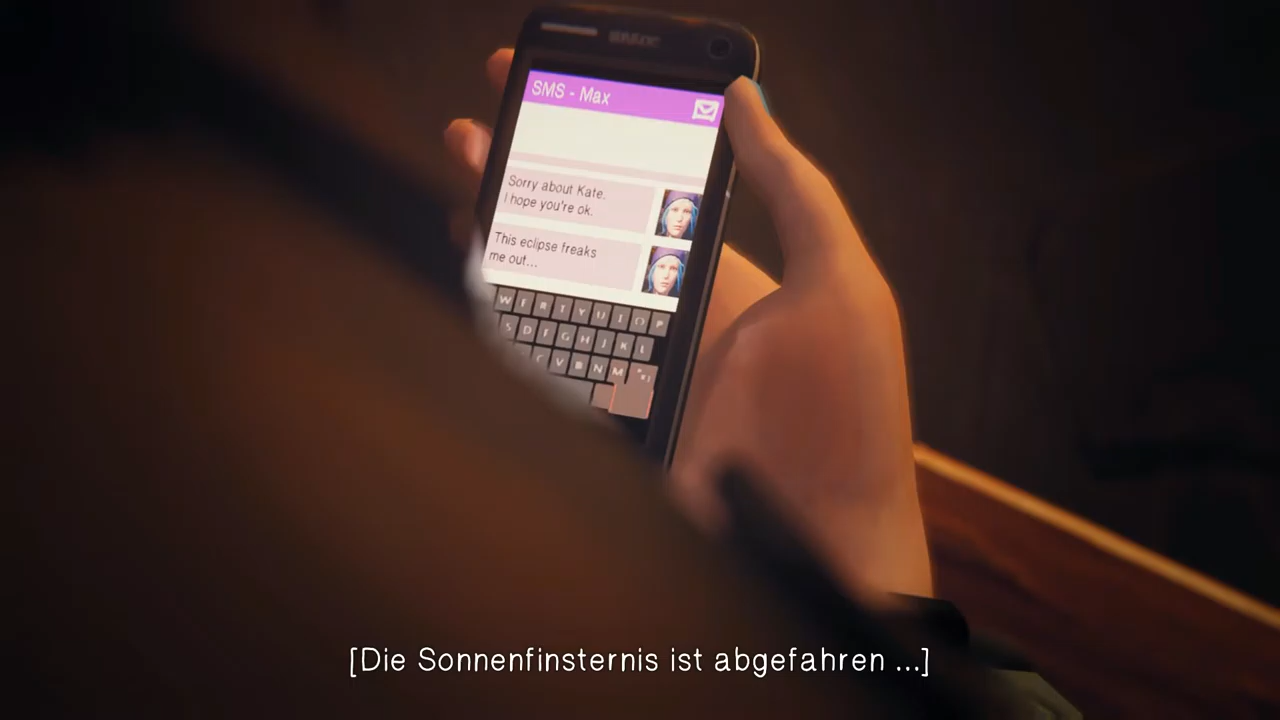 SMS - Max
Sorry about Kate.
I hope you're ok.
This eclipse freaks
me out...
W E R T Y U I O P
S D F G H J K L
C V B N M
[Die Sonnenfinsternis ist abgefahren ...]